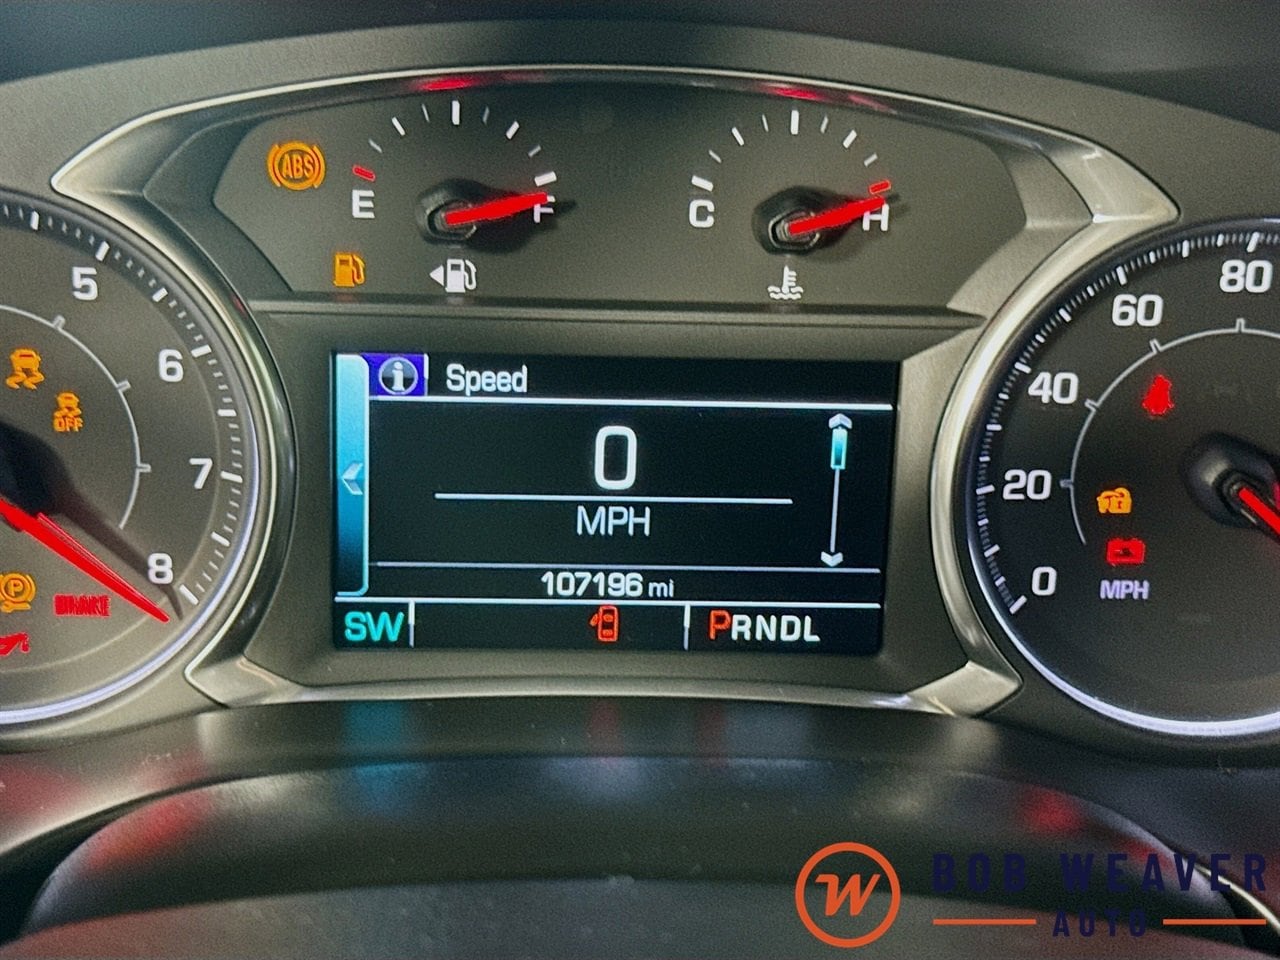 ABS
E
F
C
H
5
6
7
8
OFF
P
BRAKE
Speed
0
MPH
107196 mi
SW
PRNDL
80
60
40
20
0
MPH
W
BOB WEAVER
AUTO